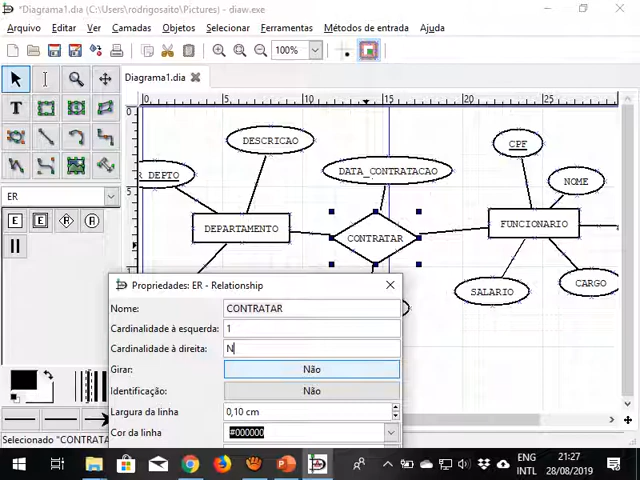 *Diagrama1.dia (C:\Users\rodrigosaito\Pictures) - diaw.exe
Arquivo Editar Ver Camadas Objetos Selecionar Ferramentas Métodos de entrada Ajuda
100%
Diagrama1.dia
0 5 10 15 20 25
0
5
T
DESCRICAO
CPF
DATA_CONTRATACAO
R_DEPTO
NOME
ER
E E R R
DEPARTAMENTO
CONTRATAR
FUNCIONARIO
SALARIO
CARGO
Propriedades: ER - Relationship
Nome: CONTRATAR
Cardinalidade à esquerda: 1
Cardinalidade à direita: N
Girar: Não
Identificação: Não
Largura da linha 0,10 cm
Cor da linha #000000
Selecionado "CONTRATA
ENG
INTL
21:27
28/08/2019